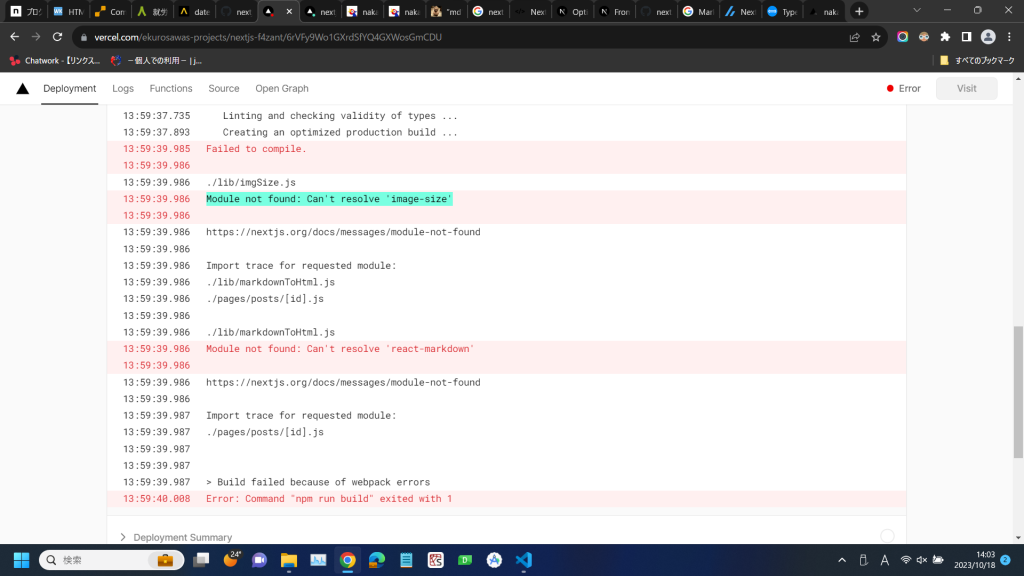 ブログ
HTM
Con
就労
date
next
next
nak
nak
"md
next
Nex
Opti
Fron
next
Mar
Nex
Type
nak
vercel.com/ekurosawas-projects/nextjs-f4zant/6rVFy9Wo1GXrdSfYQ4GXWosGmCDU
Chatwork -【リンクス...
－個人での利用－ | j...
すべてのブックマーク
Deployment Logs Functions Source Open Graph
Error
Visit
13:59:37.735 Linting and checking validity of types ...
13:59:37.893 Creating an optimized production build ...
13:59:39.985 Failed to compile.
13:59:39.986
13:59:39.986 ./lib/imgSize.js
13:59:39.986 Module not found: Can't resolve 'image-size'
13:59:39.986
13:59:39.986 https://nextjs.org/docs/messages/module-not-found
13:59:39.986
13:59:39.986 Import trace for requested module:
13:59:39.986 ./lib/markdownToHtml.js
13:59:39.986 ./pages/posts/[id].js
13:59:39.986
13:59:39.986 ./lib/markdownToHtml.js
13:59:39.986 Module not found: Can't resolve 'react-markdown'
13:59:39.986
13:59:39.986 https://nextjs.org/docs/messages/module-not-found
13:59:39.986
13:59:39.987 Import trace for requested module:
13:59:39.987 ./pages/posts/[id].js
13:59:39.987
13:59:39.987
13:59:39.987 > Build failed because of webpack errors
13:59:40.008 Error: Command "npm run build" exited with 1
Deployment Summary
検索
24°
A
14:03
2023/10/18
2